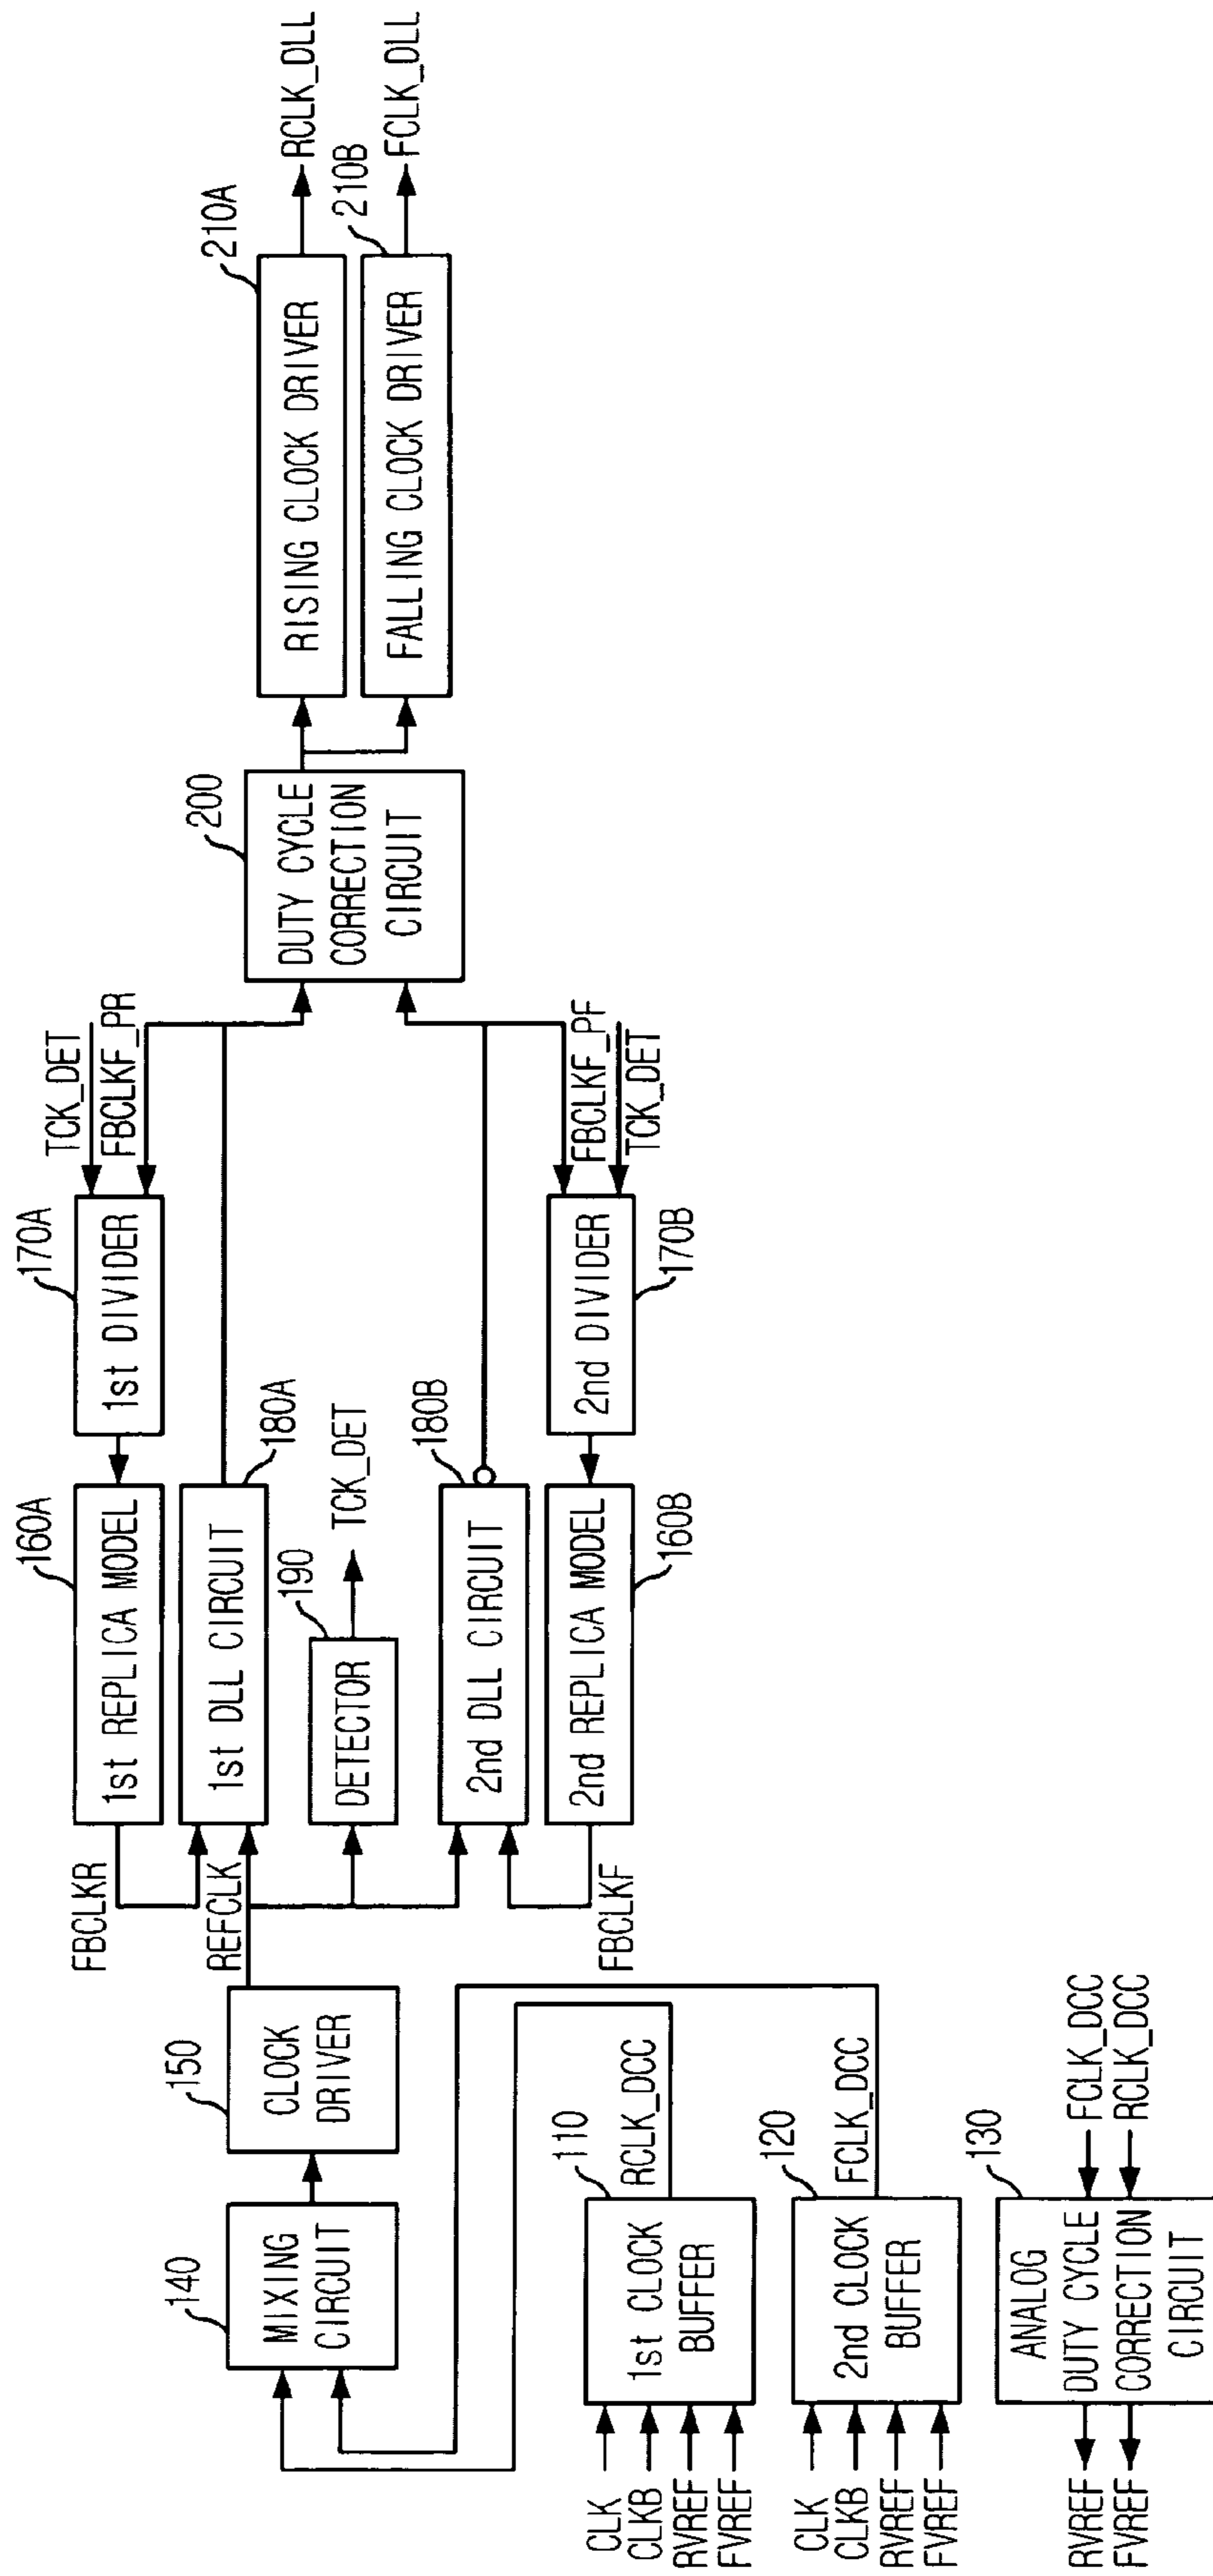 160A
170A
1st REPLICA MODEL
1st DIVIDER
TCK_DET
FBCLKF_PR
FBCLKR
180A
1st DLL CIRCUIT
REFCLK
140
MIXING
CIRCUIT
150
CLOCK
DRIVER
190
DETECTOR
TCK_DET
180B
2nd DLL CIRCUIT
FBCLKF
2nd REPLICA MODEL
160B
2nd DIVIDER
170B
FBCLKF_PF
TCK_DET
200
DUTY CYCLE
CORRECTION
CIRCUIT
210A
RISING CLOCK DRIVER
RCLK_DLL
210B
FALLING CLOCK DRIVER
FCLK_DLL
110
CLK
CLKB
RVREF
FVREF
1st CLOCK
BUFFER
RCLK_DCC
120
CLK
CLKB
RVREF
FVREF
2nd CLOCK
BUFFER
FCLK_DCC
130
ANALOG
DUTY CYCLE
CORRECTION
CIRCUIT
RVREF
FVREF
FCLK_DCC
RCLK_DCC